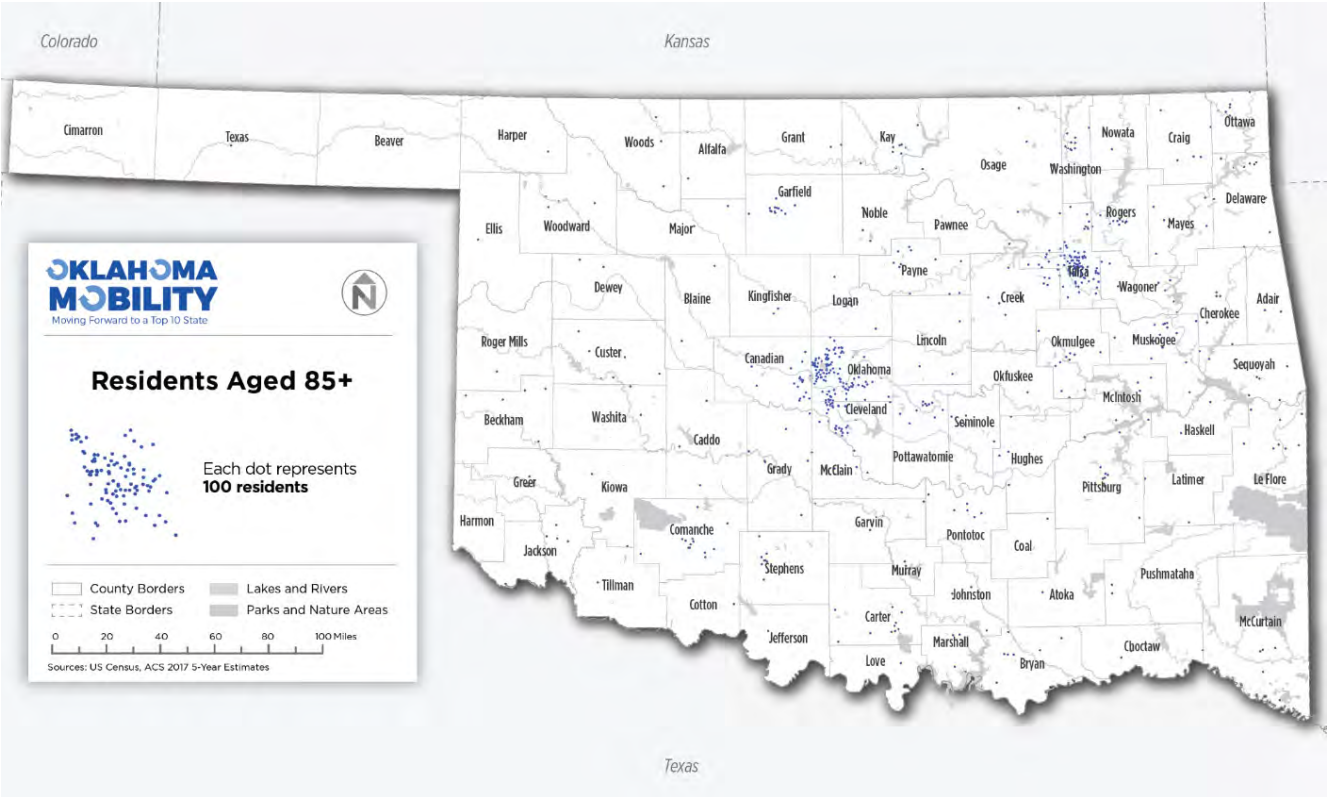 Colorado
Kansas
Cimarron
Texas
Beaver
Harper
Woods
Alfalfa
Grant
Kay
Osage
Washington
Nowata
Craig
Ottawa
Ellis
Woodward
Major
Garfield
Noble
Pawnee
Rogers
Mayes
Delaware
Dewey
Blaine
Kingfisher
Logan
Payne
Creek
Tulsa
Wagoner
Cherokee
Adair
Roger Mills
Custer
Canadian
Oklahoma
Lincoln
Okfuskee
Okmulgee
Muskogee
Sequoyah
Beckham
Washita
Caddo
Grady
McClain
Cleveland
Pottawatomie
Seminole
Hughes
McIntosh
Haskell
Pittsburg
Latimer
Le Flore
Greer
Kiowa
Harmon
Jackson
Comanche
Tillman
Cotton
Stephens
Jefferson
Garvin
Murray
Carter
Love
Pontotoc
Johnston
Marshall
Coal
Atoka
Bryan
Pushmataha
Choctaw
McCurtain
OKLAHOMA
MOBILITY
Moving Forward to a Top 10 State
N
Residents Aged 85+
Each dot represents
100 residents
County Borders
Lakes and Rivers
State Borders
Parks and Nature Areas
0 20 40 60 80 100 Miles
Sources: US Census, ACS 2017 5-Year Estimates
Texas